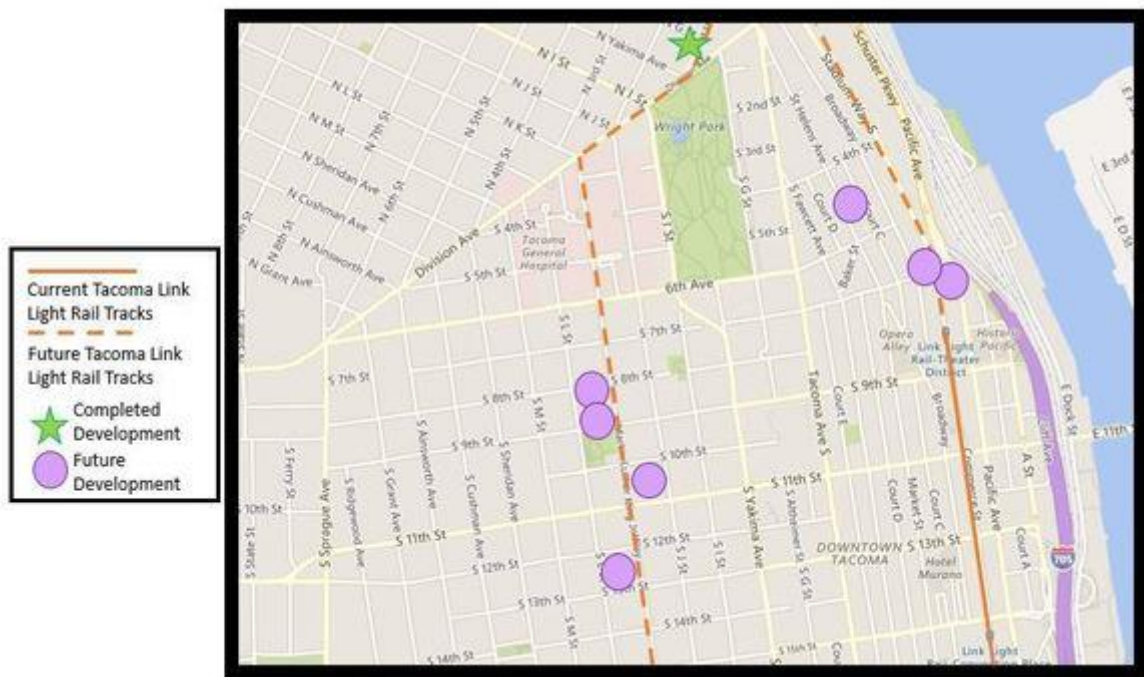 Current Tacoma Link
Light Rail Tracks
Future Tacoma Link
Light Rail Tracks
Completed
Development
Future
Development
N Yakima Ave
N 3rd St
N I St
N J St
N I St
N J St
N L St
N 7th St
N 5th St
N K St
N M St
N 4th St
N Sheridan Ave
N 6th St
N Cushman Ave
N 8th St
N Ainsworth Ave
N Grant Ave
Division Ave
Wright Park
S 2nd St
S 3rd St
S G St
S J St
S 4th St
S 5th St
Tacoma
General
Hospital
S 5th St
6th Ave
St Helens Ave
Broadway
Stadium Way S
Schuster Pkwy
Pacific Ave
S 4th St
S Fawcett Ave
Court D
Court C
Baker St
E 3rd St
E D St
Opera
Alley
Historic
Pacific
Link Light
Rail-Theater
District
S 7th St
S L St
S 7th St
S 8th St
S 8th St
S M St
S 9th St
S 9th St
Tacoma Ave S
Court E
Broadway
E Dock St
E 11th
S Ainsworth Ave
S Sheridan Ave
S Ferry St
S Grant Ave
S Cushman Ave
S Ridgewood Ave
Sprague Ave
S 10th St
S 10th St
S 11th St
S 11th St
S State St
S 12th St
S 12th St
S J St
S I St
S Yakima Ave
S G St
Court D
Market St
Court C
Commerce St
Pacific Ave
A St
Court A
DOWNTOWN
TACOMA
S 13th St
Hotel
Murano
705
S 13th St
S M St
S 14th St
S 14th St
S 15th St
Link Light